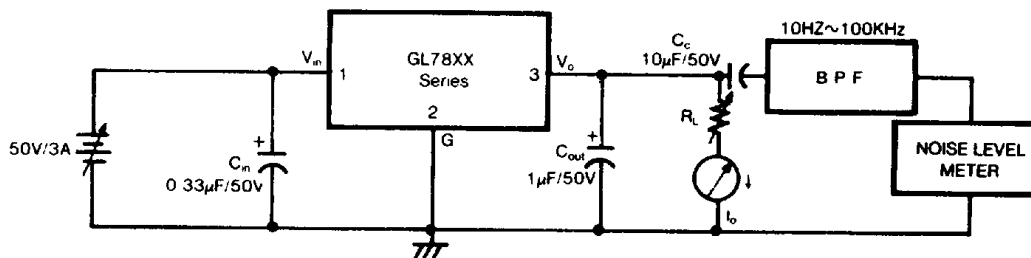 50V/3A
+
C_in
0 33µF/50V
V_in
1
GL78XX
Series
2
3
G
V_o
+
C_out
1µF/50V
C_c
10µF/50V
R_L
I_o
10HZ~100KHz
B P F
NOISE LEVEL
METER